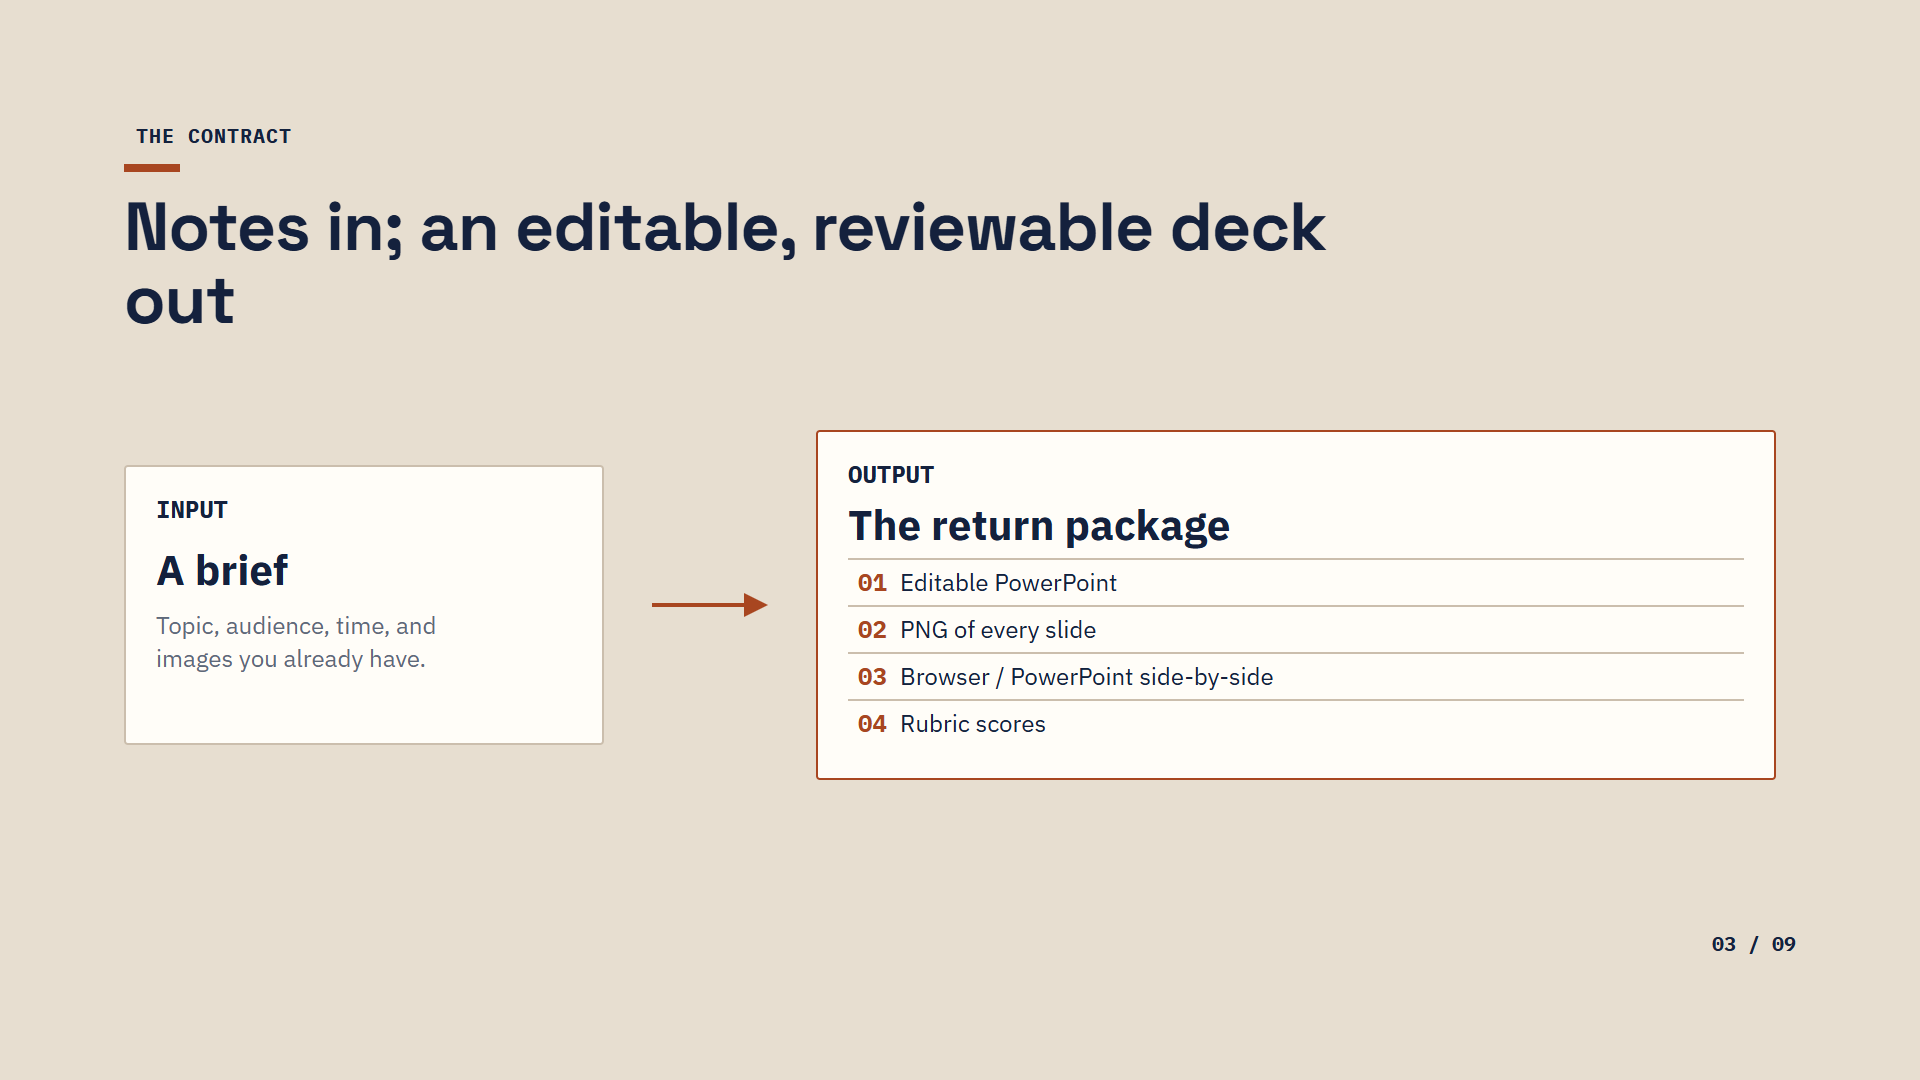 THE CONTRACT
Notes in; an editable, reviewable deck
out
INPUT
A brief
Topic, audience, time, and
images you already have.
OUTPUT
The return package
01 Editable PowerPoint
02 PNG of every slide
03 Browser / PowerPoint side-by-side
04 Rubric scores
03 / 09